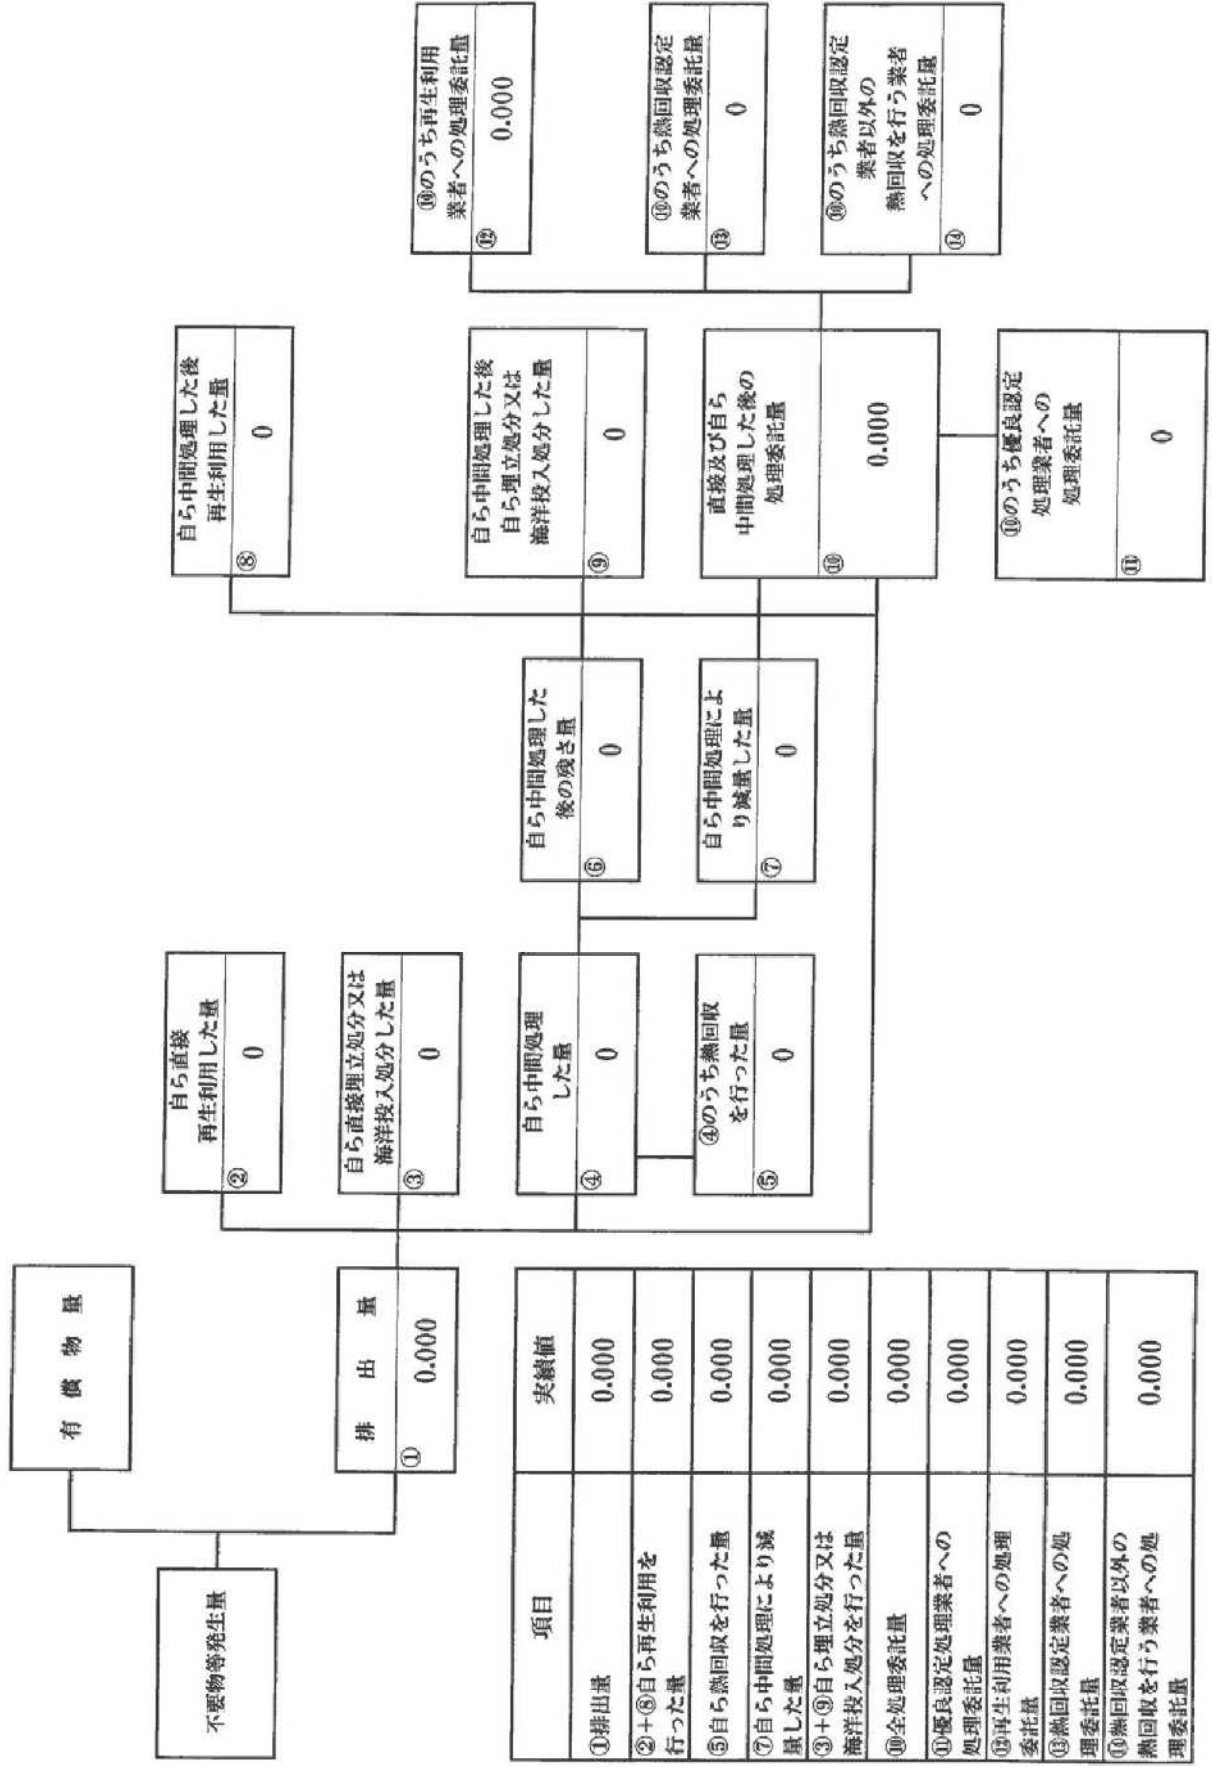 不要物等発生量
有償物量
排出量
①
0.000
自ら直接
再生利用した量
②
0
自ら直接埋立処分又は
海洋投入処分した量
③
0
自ら中間処理
した量
④
0
④のうち熱回収
を行った量
⑤
0
自ら中間処理した
後の残さ量
⑥
0
自ら中間処理によ
り減量した量
⑦
0
自ら中間処理した後
再生利用した量
⑧
0
自ら中間処理した後
自ら埋立処分又は
海洋投入処分した量
⑨
0
直接及び自ら
中間処理した後の
処理委託量
⑩
0.000
⑩のうち優良認定
処理業者への
処理委託量
⑪
0
⑩のうち再生利用
業者への処理委託量
⑫
0.000
⑩のうち熱回収認定
業者への処理委託量
⑬
0
⑩のうち熱回収認定
業者以外の
熱回収を行う業者
への処理委託量
⑭
0
項目 実績値
①排出量 0.000
②+⑧自ら再生利用を
行った量 0.000
⑤自ら熱回収を行った量 0.000
⑦自ら中間処理により減
量した量 0.000
③+⑨自ら埋立処分又は
海洋投入処分を行った量 0.000
⑩全処理委託量 0.000
⑪優良認定処理業者への
処理委託量 0.000
⑫再生利用業者への処理
委託量 0.000
⑬熱回収認定業者への処
理委託量 0.000
⑭熱回収認定業者以外の
熱回収を行う業者への処
理委託量 0.000